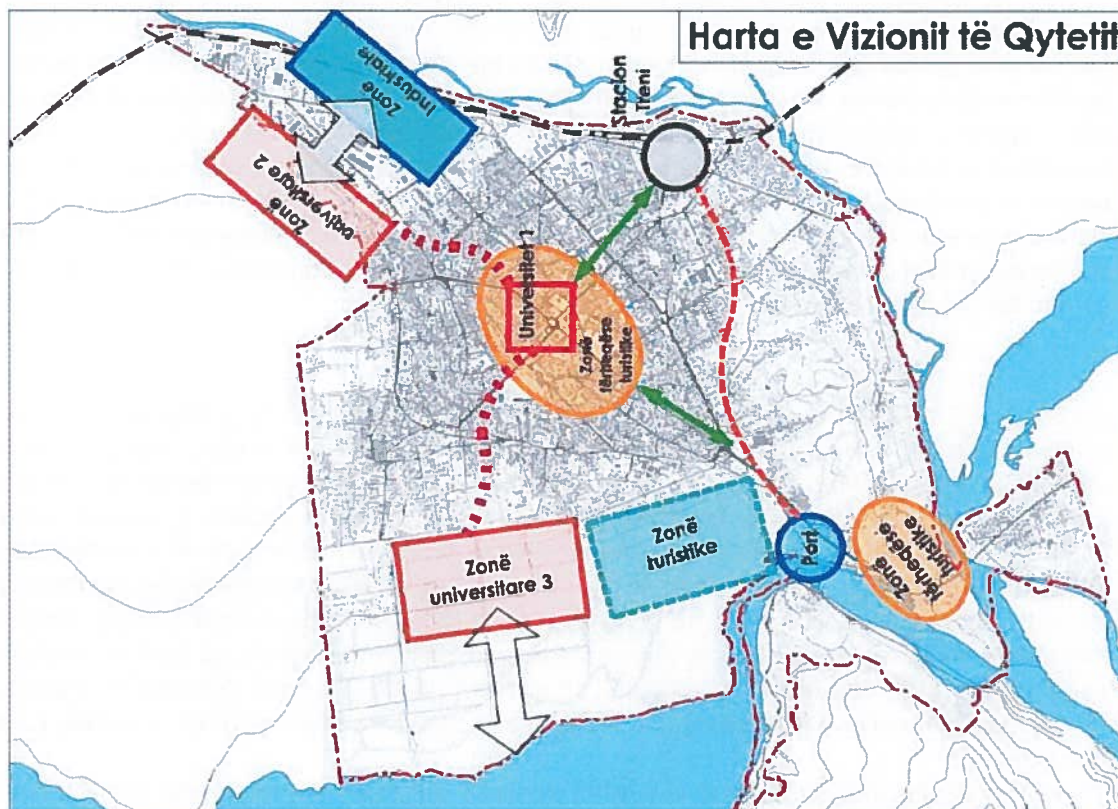 Harta e Vizionit të Qytetit
Stacion
Treni
Zonë
Industriale
Zonë
universitare 2
Universitet 1
Zonë
tërheqëse
turistike
Zonë
universitare 3
Zonë
turistike
Port
Zonë
tërheqëse
turistike